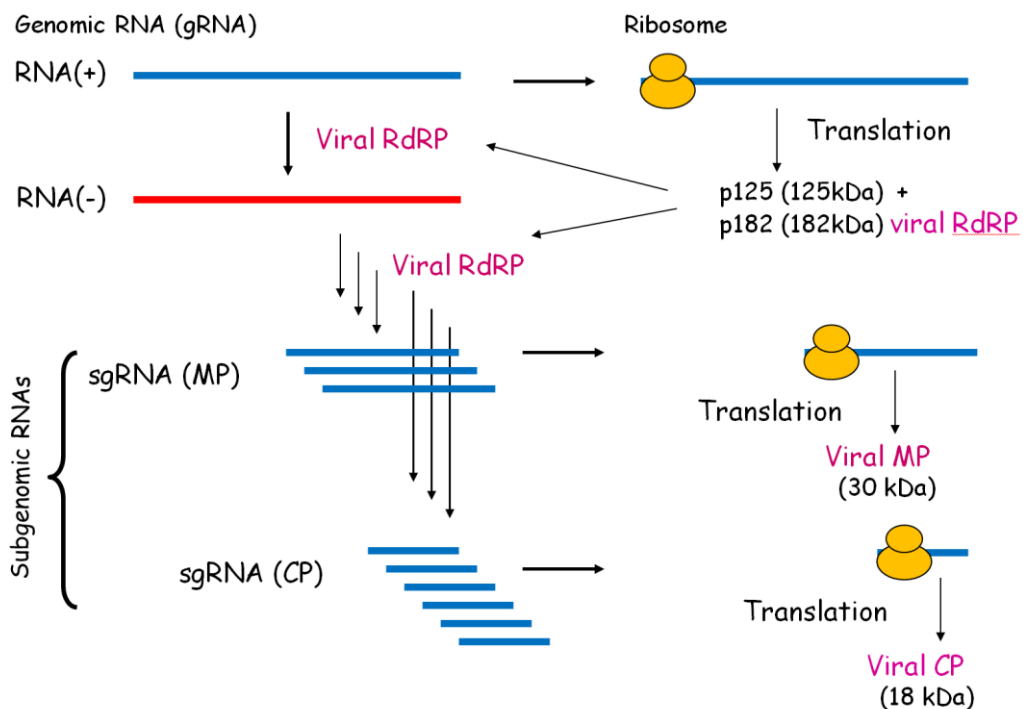 Genomic RNA (gRNA)
Ribosome
RNA(+)
Viral RdRP
Translation
RNA(-)
p125 (125kDa) +
p182 (182kDa) viral RdRP
Viral RdRP
Subgenomic RNAs
sgRNA (MP)
Translation
Viral MP
(30 kDa)
sgRNA (CP)
Translation
Viral CP
(18 kDa)